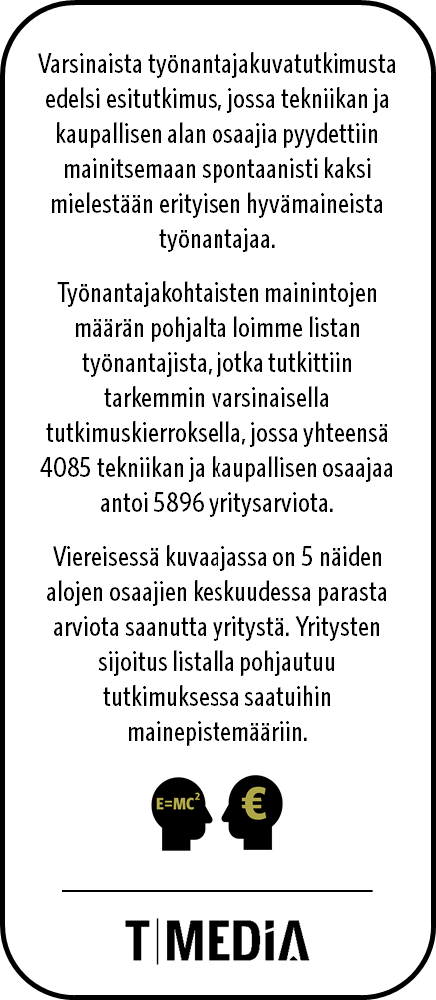 Varsinaista työnantajakuvatutkimusta
edelsi esitutkimus, jossa tekniikan ja
kaupallisen alan osaajia pyydettiin
mainitsemaan spontaanisti kaksi
mielestään erityisen hyvämaineista
työnantajaa.
Työnantajakohtaisten mainintojen
määrän pohjalta loimme listan
työnantajista, jotka tutkittiin
tarkemmin varsinaisella
tutkimuskierroksella, jossa yhteensä
4085 tekniikan ja kaupallisen osaajaa
antoi 5896 yritysarviota.
Viereisessä kuvaajassa on 5 näiden
alojen osaajien keskuudessa parasta
arviota saanutta yritystä. Yritysten
sijoitus listalla pohjautuu
tutkimuksessa saatuihin
mainepistemääriin.
E=MC² €
T|MEDiA